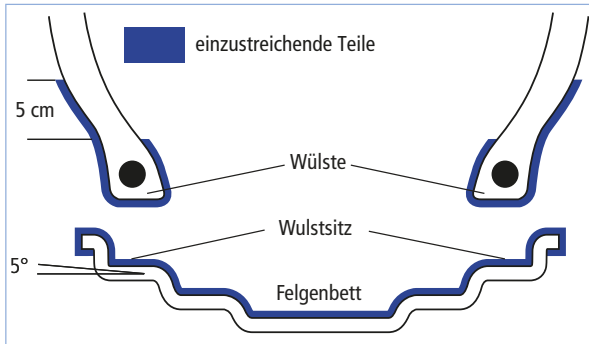 einzustreichende Teile
5 cm
Wülste
Wulstsitz
5°
Felgenbett